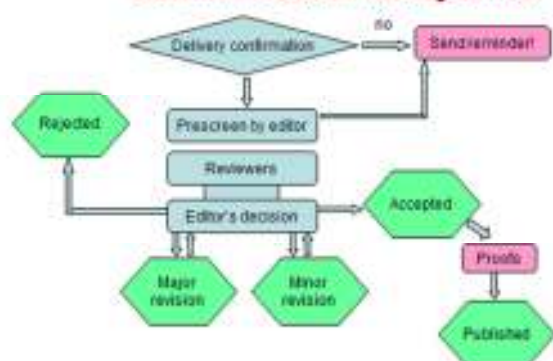 Delivery confirmation
no
Send reminder!
Prescreen by editor
Rejected
Reviewers
Editor's decision
Accepted
Major
revision
Minor
revision
Proofs
Published